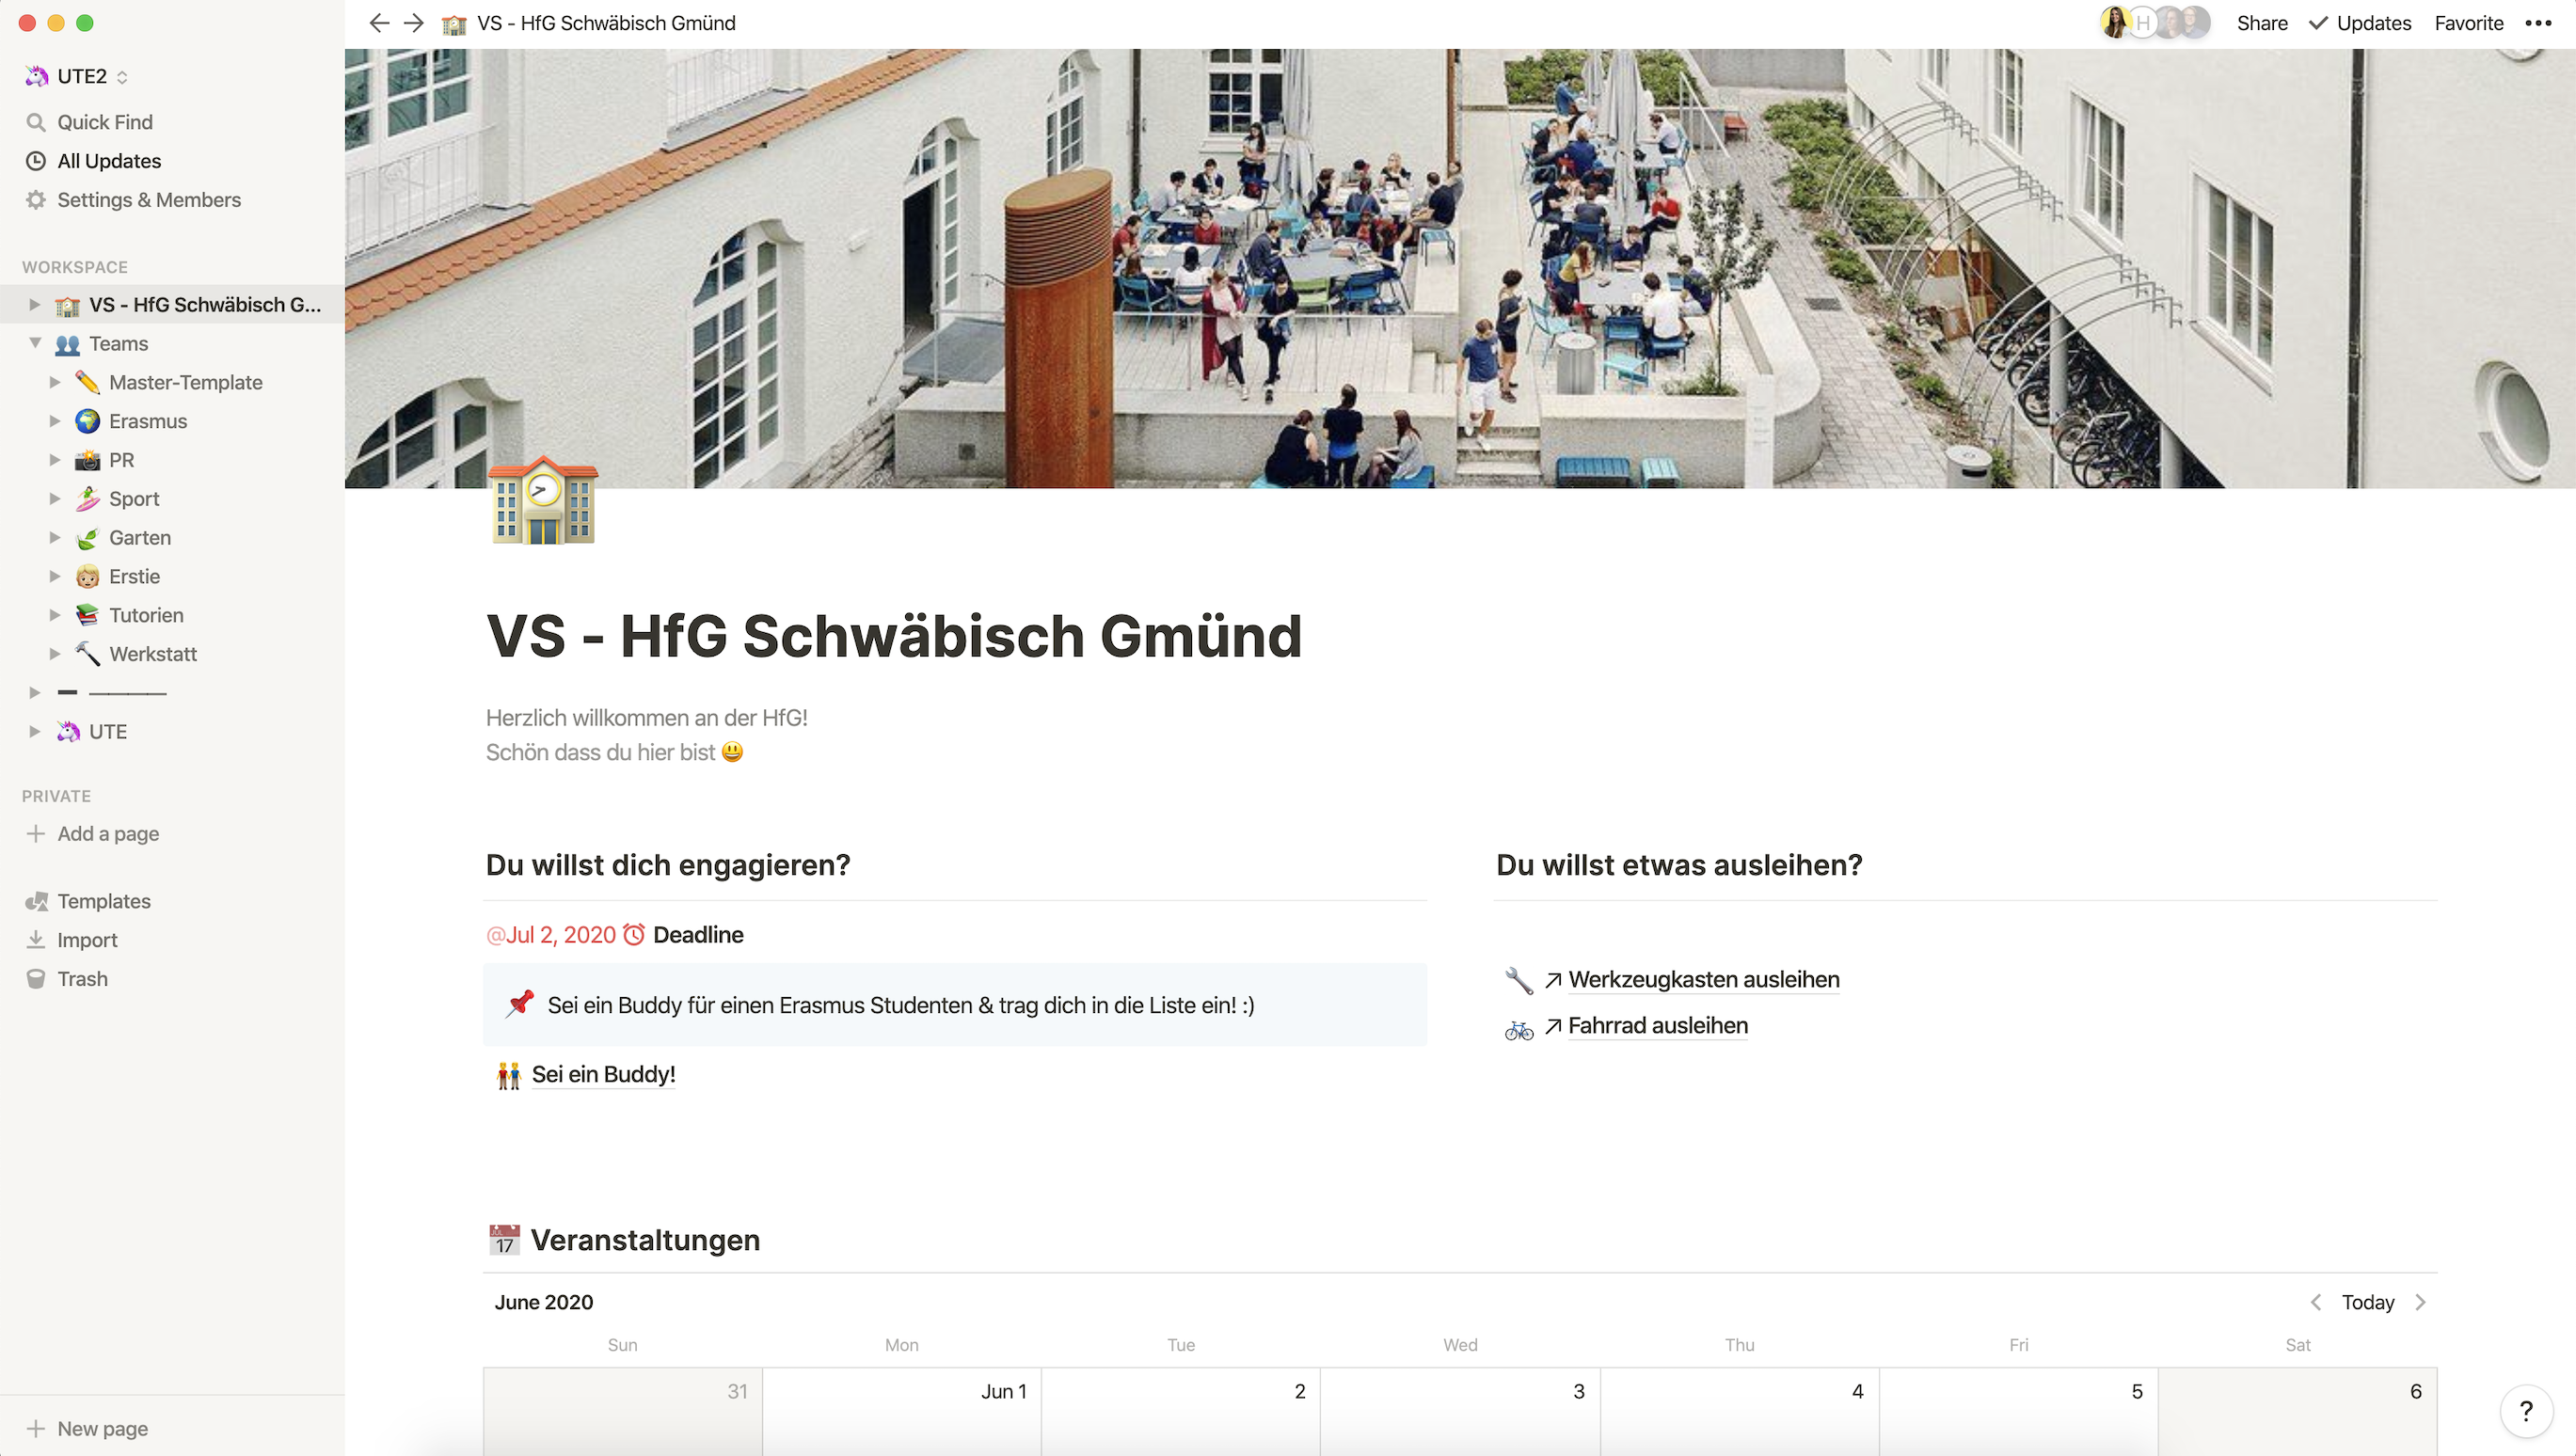 VS - HfG Schwäbisch Gmünd
H
Share
Updates
Favorite
UTE2
Quick Find
All Updates
Settings & Members
WORKSPACE
VS - HfG Schwäbisch G...
Teams
Master-Template
Erasmus
PR
Sport
Garten
Erstie
Tutorien
Werkstatt
UTE
PRIVATE
Add a page
Templates
Import
Trash
New page
VS - HfG Schwäbisch Gmünd
Herzlich willkommen an der HfG!
Schön dass du hier bist 😃
Du willst dich engagieren?
@Jul 2, 2020 Deadline
Sei ein Buddy für einen Erasmus Studenten & trag dich in die Liste ein! :)
Sei ein Buddy!
Du willst etwas ausleihen?
↗ Werkzeugkasten ausleihen
↗ Fahrrad ausleihen
JUL 17 Veranstaltungen
June 2020
Today
Sun Mon Tue Wed Thu Fri Sat
31 Jun 1 2 3 4 5 6
?